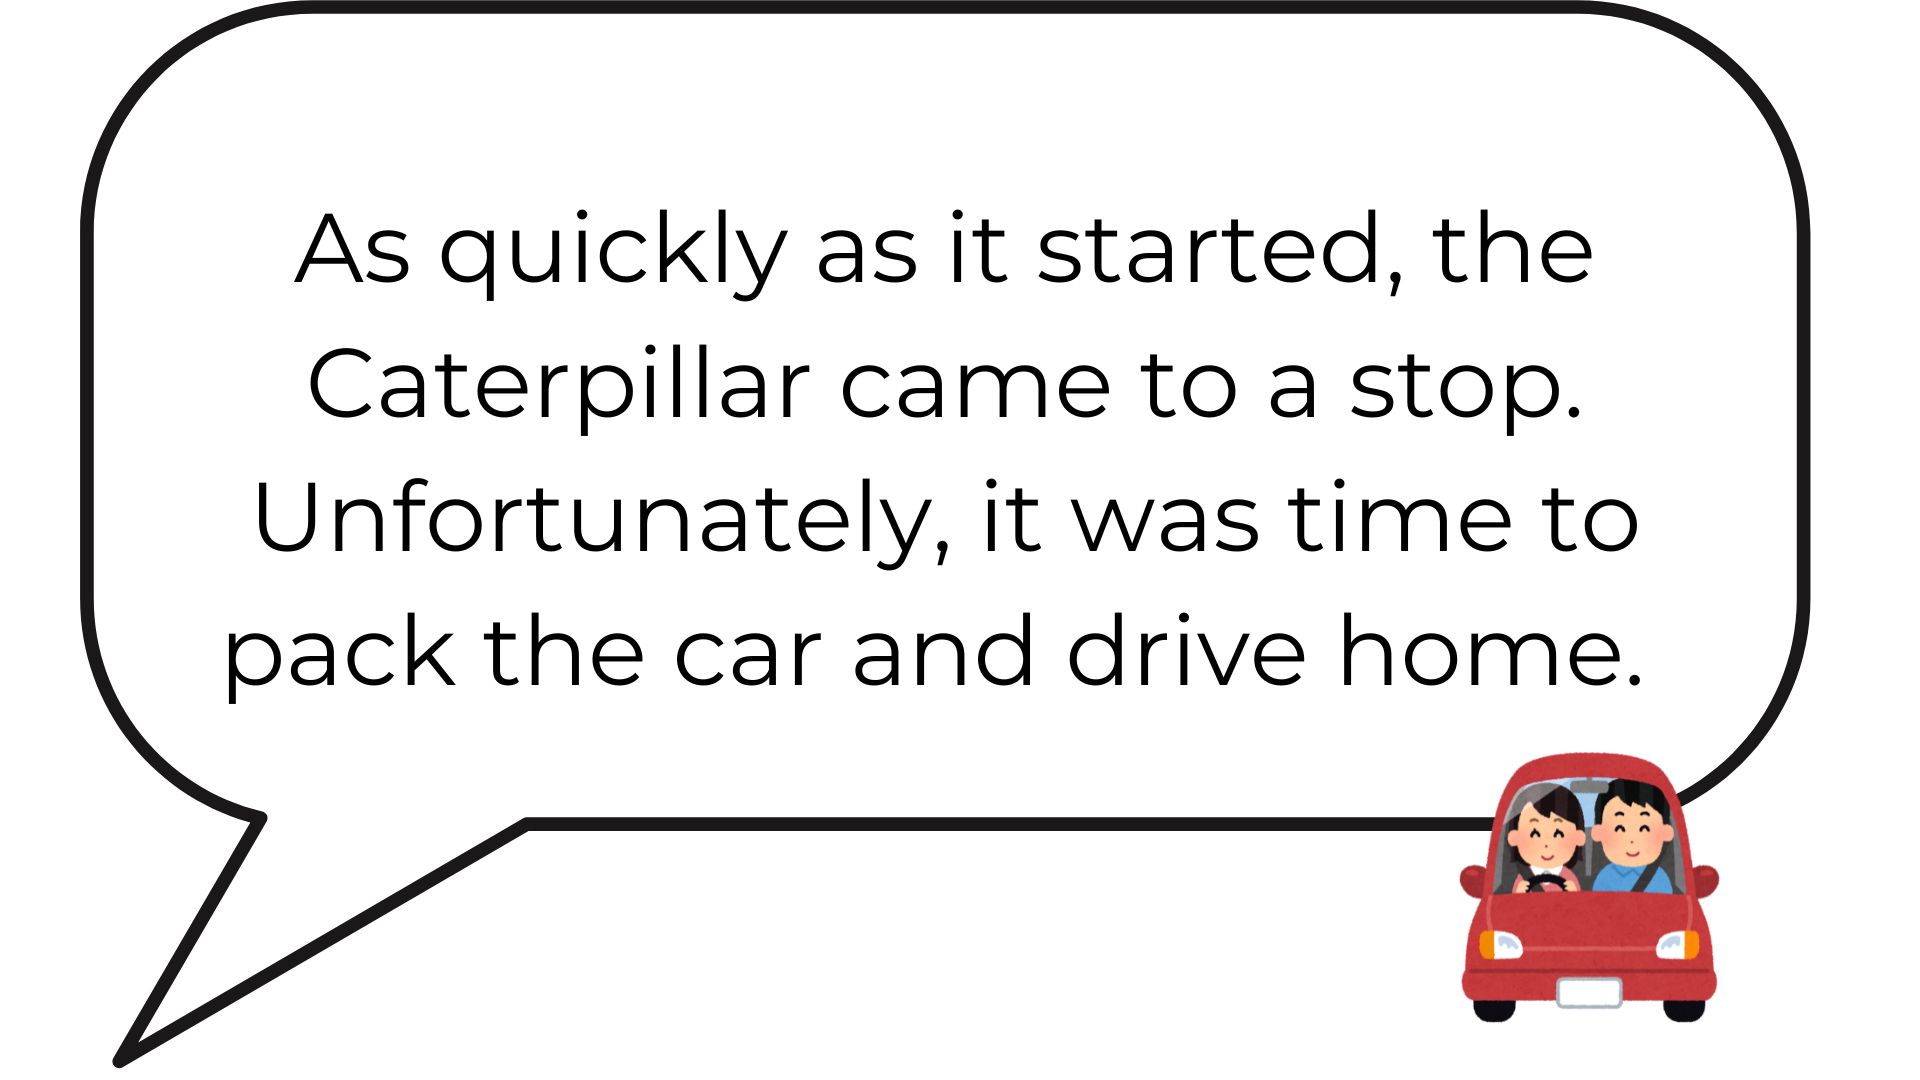 As quickly as it started, the
Caterpillar came to a stop.
Unfortunately, it was time to
pack the car and drive home.